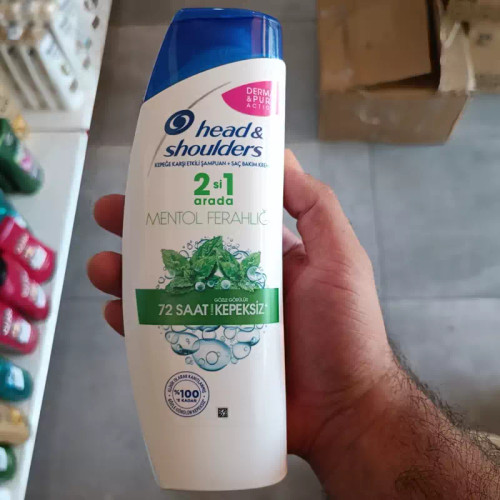 DERMA
& PURE
ACTIV
head &
shoulders
KEPEĞE KARŞI ETKİLİ ŞAMPUAN + SAÇ BAKIM KREMİ
2si1
arada
MENTOL FERAHLIĞI
72 SAAT GÖZLE GÖRÜLÜR KEPEKSİZ*
%100
'E KADAR